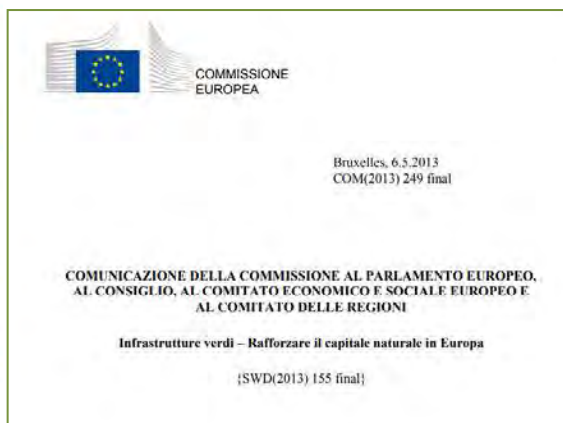 COMMISSIONE
EUROPEA
Bruxelles, 6.5.2013
COM(2013) 249 final
COMUNICAZIONE DELLA COMMISSIONE AL PARLAMENTO EUROPEO,
AL CONSIGLIO, AL COMITATO ECONOMICO E SOCIALE EUROPEO E
AL COMITATO DELLE REGIONI
Infrastrutture verdi – Rafforzare il capitale naturale in Europa
{SWD(2013) 155 final}